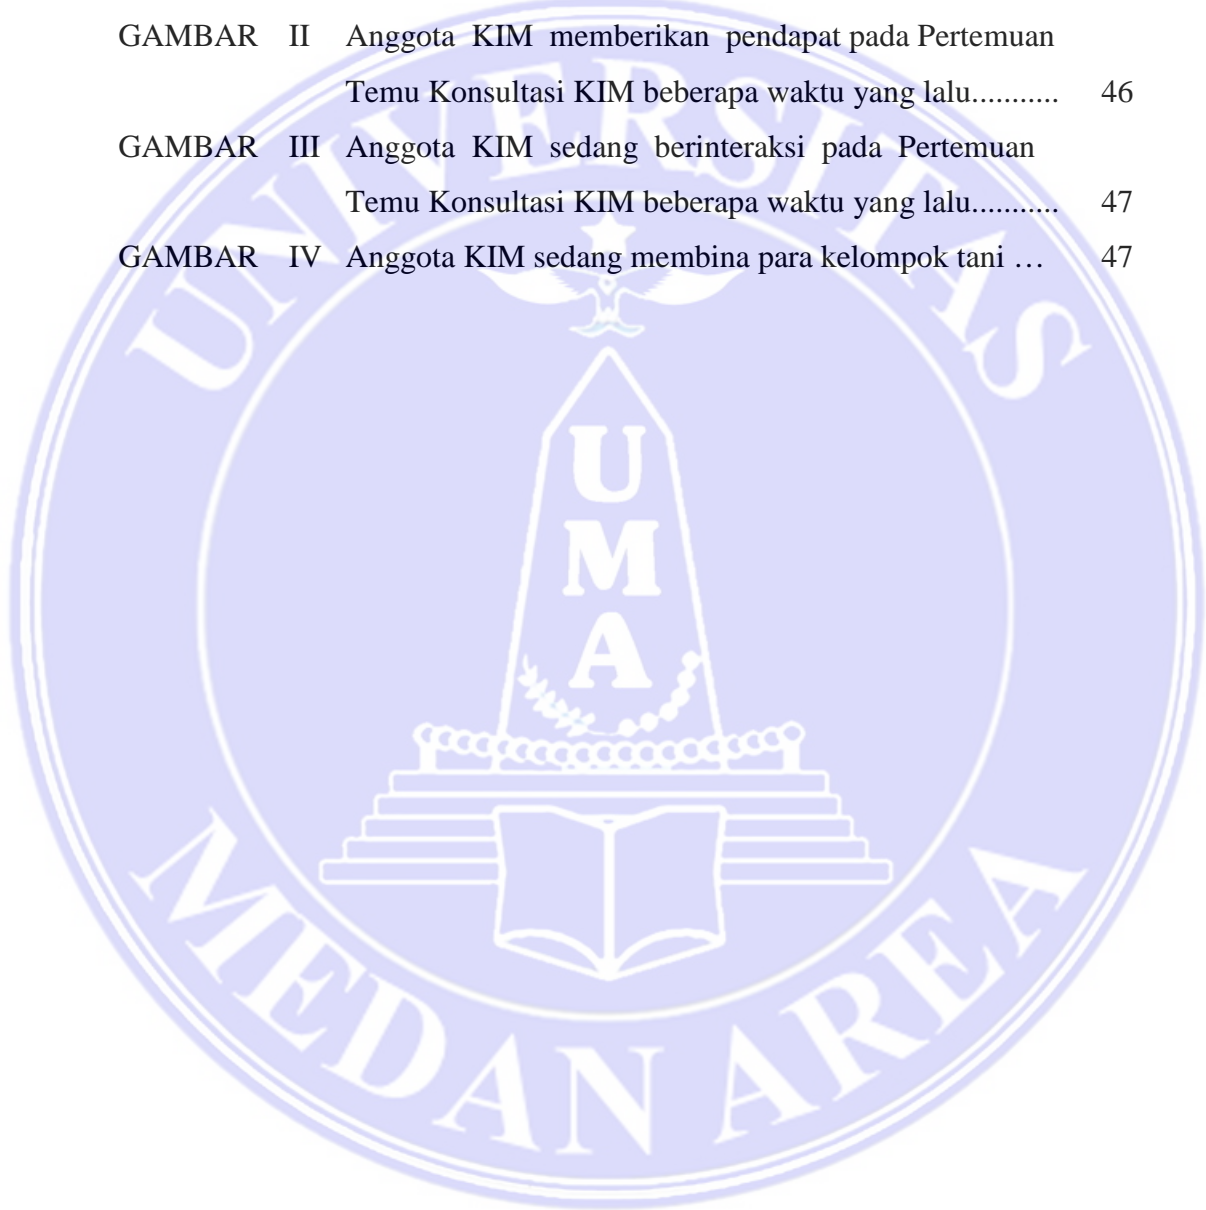 GAMBAR II Anggota KIM memberikan pendapat pada Pertemuan
Temu Konsultasi KIM beberapa waktu yang lalu........... 46
GAMBAR III Anggota KIM sedang berinteraksi pada Pertemuan
Temu Konsultasi KIM beberapa waktu yang lalu........... 47
GAMBAR IV Anggota KIM sedang membina para kelompok tani … 47
UNIVERSITAS
U
M
A
MEDAN AREA